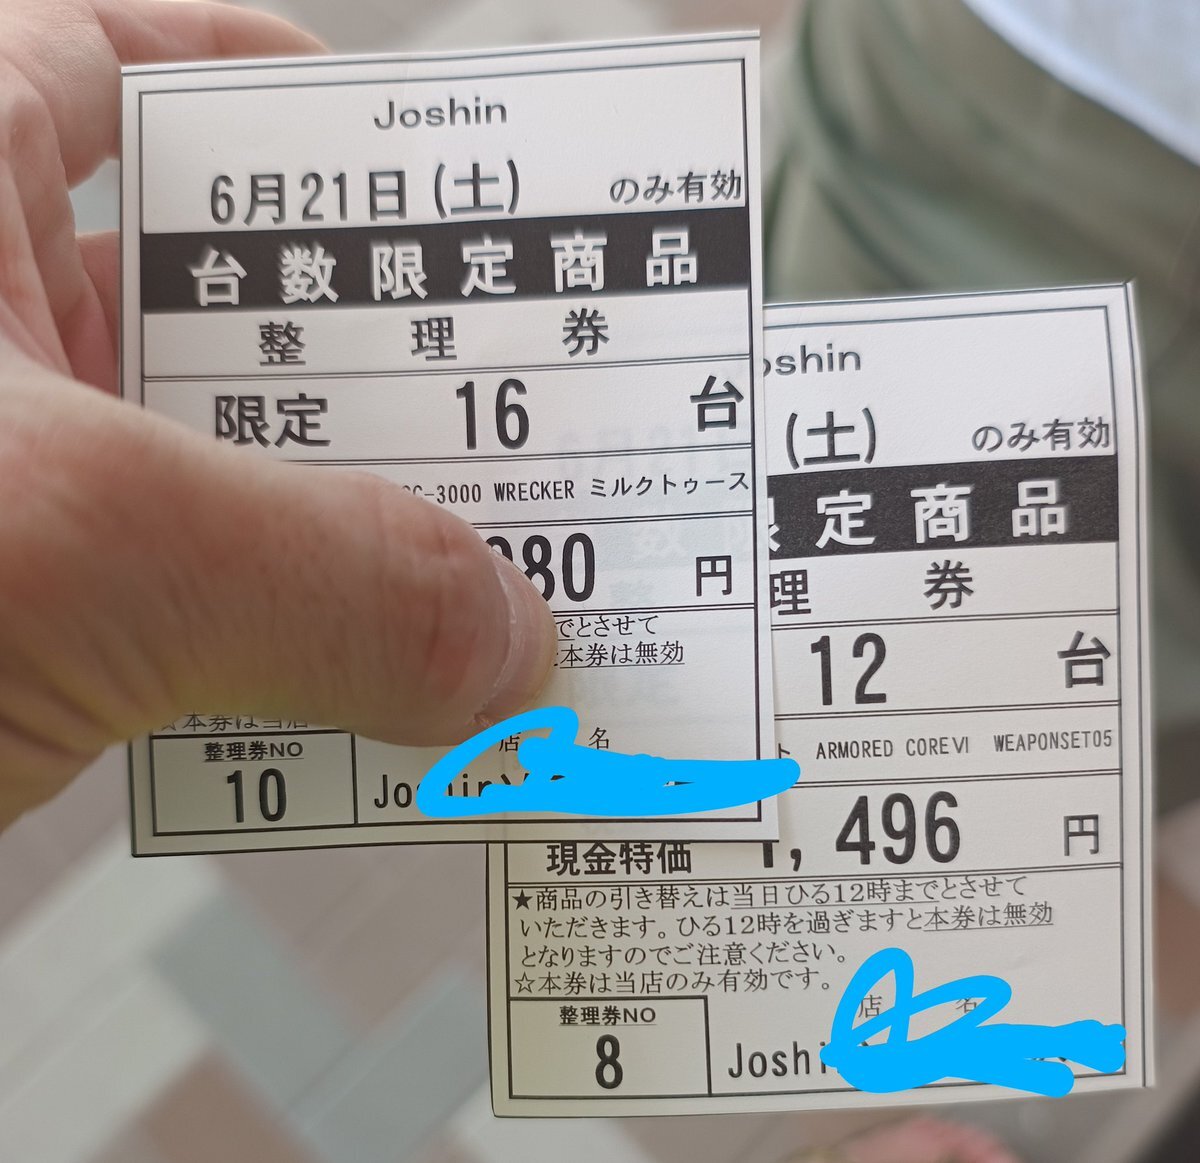 Joshin
6月21日(土) のみ有効
台数限定商品
整理券
限定 16 台
-3000 WRECKER ミルクトゥース
80 円
でとさせて
本券は無効
☆本券は当店
店 名
整理券NO
10
Joshin
oshin
(土) のみ有効
定商品
理券
12 台
ト ARMORED COREⅥ WEAPONSET05
現金特価 1,496 円
★商品の引き替えは当日ひる12時までとさせて
いただきます。ひる12時を過ぎますと本券は無効
となりますのでご注意ください。
☆本券は当店のみ有効です。
店 名
整理券NO
8
Joshi